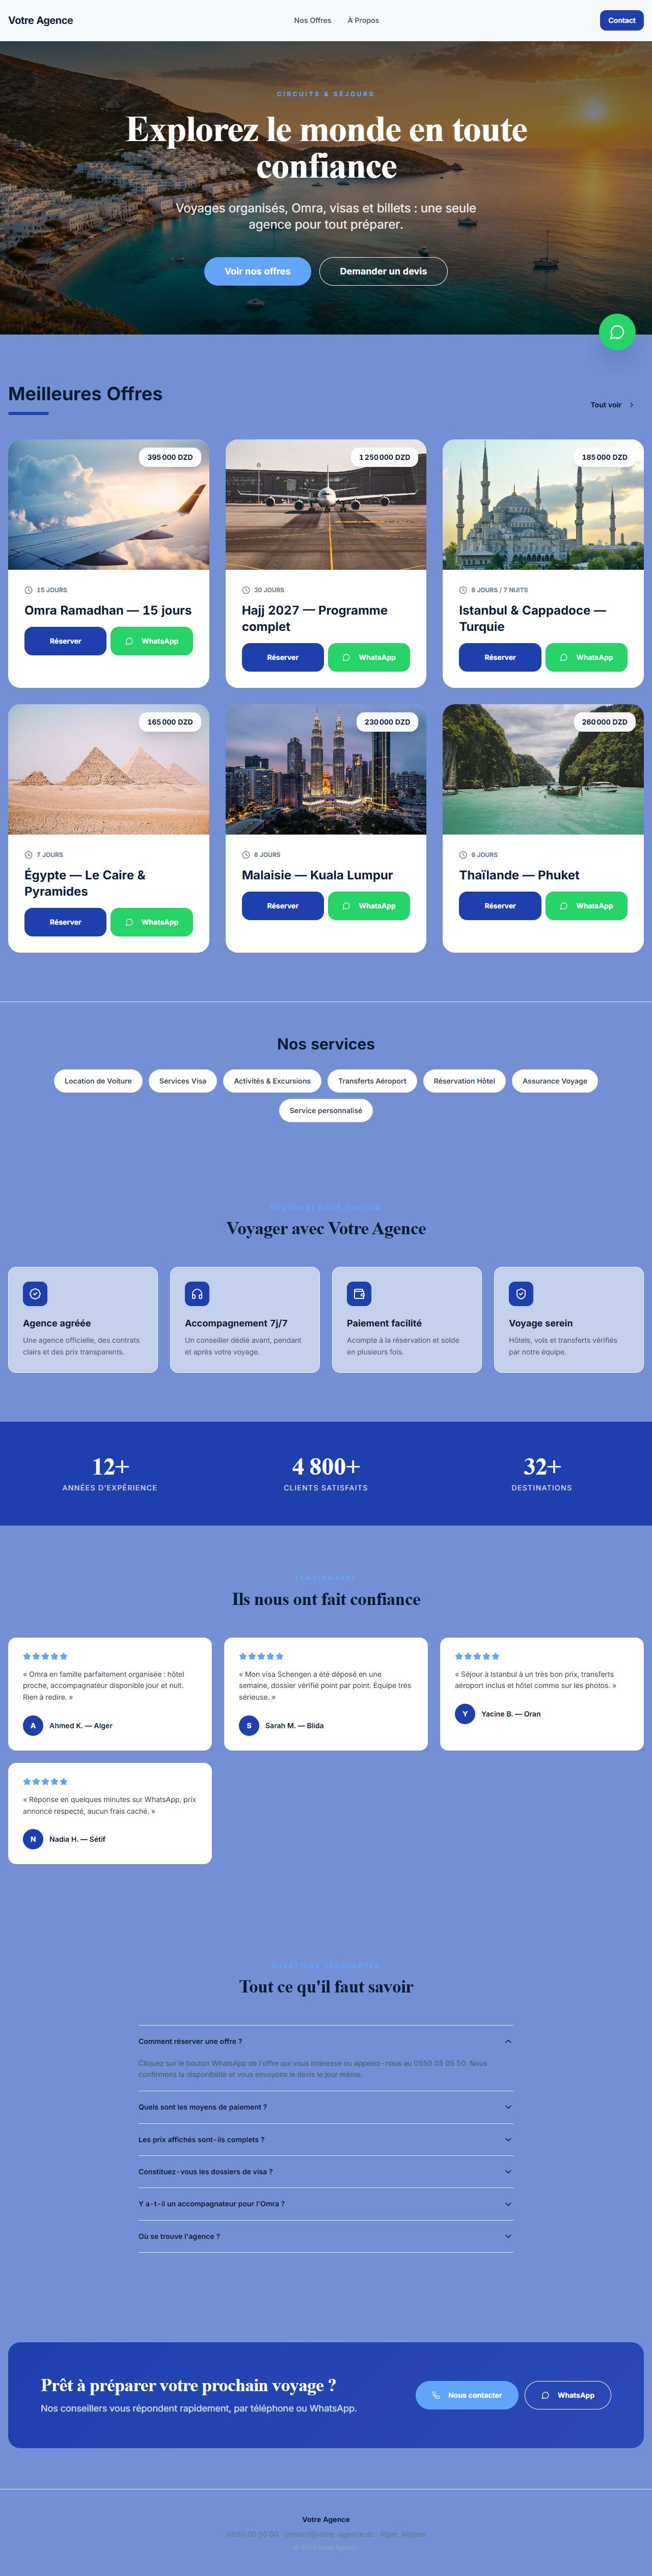 Votre Agence
Nos Offres
À Propos
Contact
CIRCUITS & SÉJOURS
Explorez le monde en toute
confiance
Voyages organisés, Omra, visas et billets : une seule
agence pour tout préparer.
Voir nos offres
Demander un devis
Meilleures Offres
Tout voir
395 000 DZD
15 JOURS
Omra Ramadhan — 15 jours
Réserver
WhatsApp
1 250 000 DZD
30 JOURS
Hajj 2027 — Programme
complet
Réserver
WhatsApp
185 000 DZD
8 JOURS / 7 NUITS
Istanbul & Cappadoce —
Turquie
Réserver
WhatsApp
165 000 DZD
7 JOURS
Égypte — Le Caire &
Pyramides
Réserver
WhatsApp
230 000 DZD
8 JOURS
Malaisie — Kuala Lumpur
Réserver
WhatsApp
260 000 DZD
9 JOURS
Thaïlande — Phuket
Réserver
WhatsApp
Nos services
Location de Voiture
Services Visa
Activités & Excursions
Transferts Aéroport
Réservation Hôtel
Assurance Voyage
Service personnalisé
POURQUOI NOUS CHOISIR
Voyager avec Votre Agence
Agence agréée
Une agence officielle, des contrats
clairs et des prix transparents.
Accompagnement 7j/7
Un conseiller dédié avant, pendant
et après votre voyage.
Paiement facilité
Acompte à la réservation et solde
en plusieurs fois.
Voyage serein
Hôtels, vols et transferts vérifiés
par notre équipe.
12+
ANNÉES D'EXPÉRIENCE
4 800+
CLIENTS SATISFAITS
32+
DESTINATIONS
TÉMOIGNAGES
Ils nous ont fait confiance
« Omra en famille parfaitement organisée : hôtel
proche, accompagnateur disponible jour et nuit.
Rien à redire. »
A
Ahmed K. — Alger
« Mon visa Schengen a été déposé en une
semaine, dossier vérifié point par point. Équipe très
sérieuse. »
S
Sarah M. — Blida
« Séjour à Istanbul à un très bon prix, transferts
aéroport inclus et hôtel comme sur les photos. »
Y
Yacine B. — Oran
« Réponse en quelques minutes sur WhatsApp, prix
annoncé respecté, aucun frais caché. »
N
Nadia H. — Sétif
QUESTIONS FRÉQUENTES
Tout ce qu'il faut savoir
Comment réserver une offre ?
Cliquez sur le bouton WhatsApp de l'offre qui vous intéresse ou appelez-nous au 0550 05 05 50. Nous
confirmons la disponibilité et vous envoyons le devis le jour même.
Quels sont les moyens de paiement ?
Les prix affichés sont-ils complets ?
Constituez-vous les dossiers de visa ?
Y a-t-il un accompagnateur pour l'Omra ?
Où se trouve l'agence ?
Prêt à préparer votre prochain voyage ?
Nos conseillers vous répondent rapidement, par téléphone ou WhatsApp.
Nous contacter
WhatsApp
Votre Agence